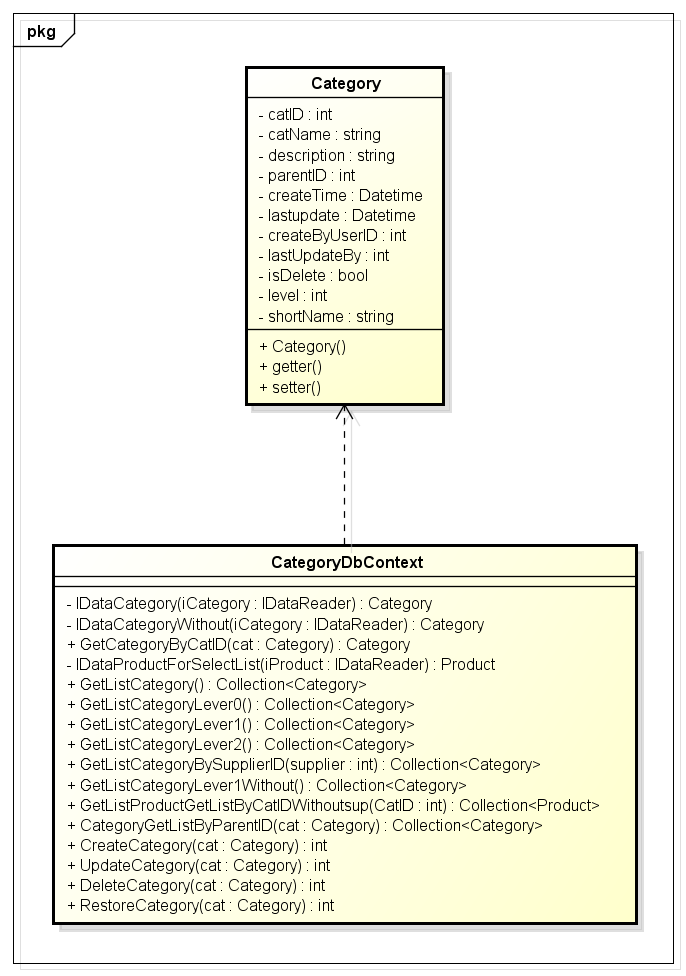 pkg
Category
- catID : int
- catName : string
- description : string
- parentID : int
- createTime : Datetime
- lastupdate : Datetime
- createByUserID : int
- lastUpdateBy : int
- isDelete : bool
- level : int
- shortName : string
+ Category()
+ getter()
+ setter()
CategoryDbContext
- IDataCategory(iCategory : IDataReader) : Category
- IDataCategoryWithout(iCategory : IDataReader) : Category
+ GetCategoryByCatID(cat : Category) : Category
- IDataProductForSelectList(iProduct : IDataReader) : Product
+ GetListCategory() : Collection<Category>
+ GetListCategoryLever0() : Collection<Category>
+ GetListCategoryLever1() : Collection<Category>
+ GetListCategoryLever2() : Collection<Category>
+ GetListCategoryBySupplierID(supplier : int) : Collection<Category>
+ GetListCategoryLever1Without() : Collection<Category>
+ GetListProductGetListByCatIDWithoutsup(CatID : int) : Collection<Product>
+ CategoryGetListByParentID(cat : Category) : Collection<Category>
+ CreateCategory(cat : Category) : int
+ UpdateCategory(cat : Category) : int
+ DeleteCategory(cat : Category) : int
+ RestoreCategory(cat : Category) : int